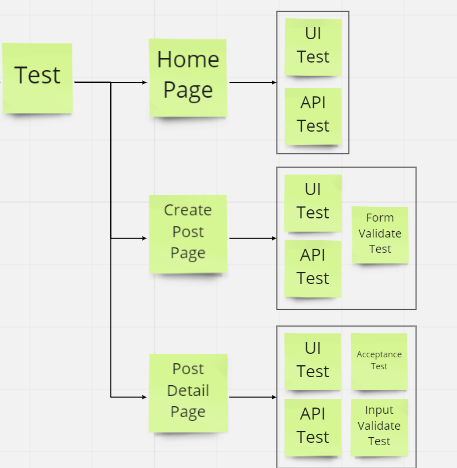 Test
Home
Page
UI
Test
API
Test
Create
Post
Page
UI
Test
API
Test
Form
Validate
Test
Post
Detail
Page
UI
Test
Acceptance
Test
API
Test
Input
Validate
Test